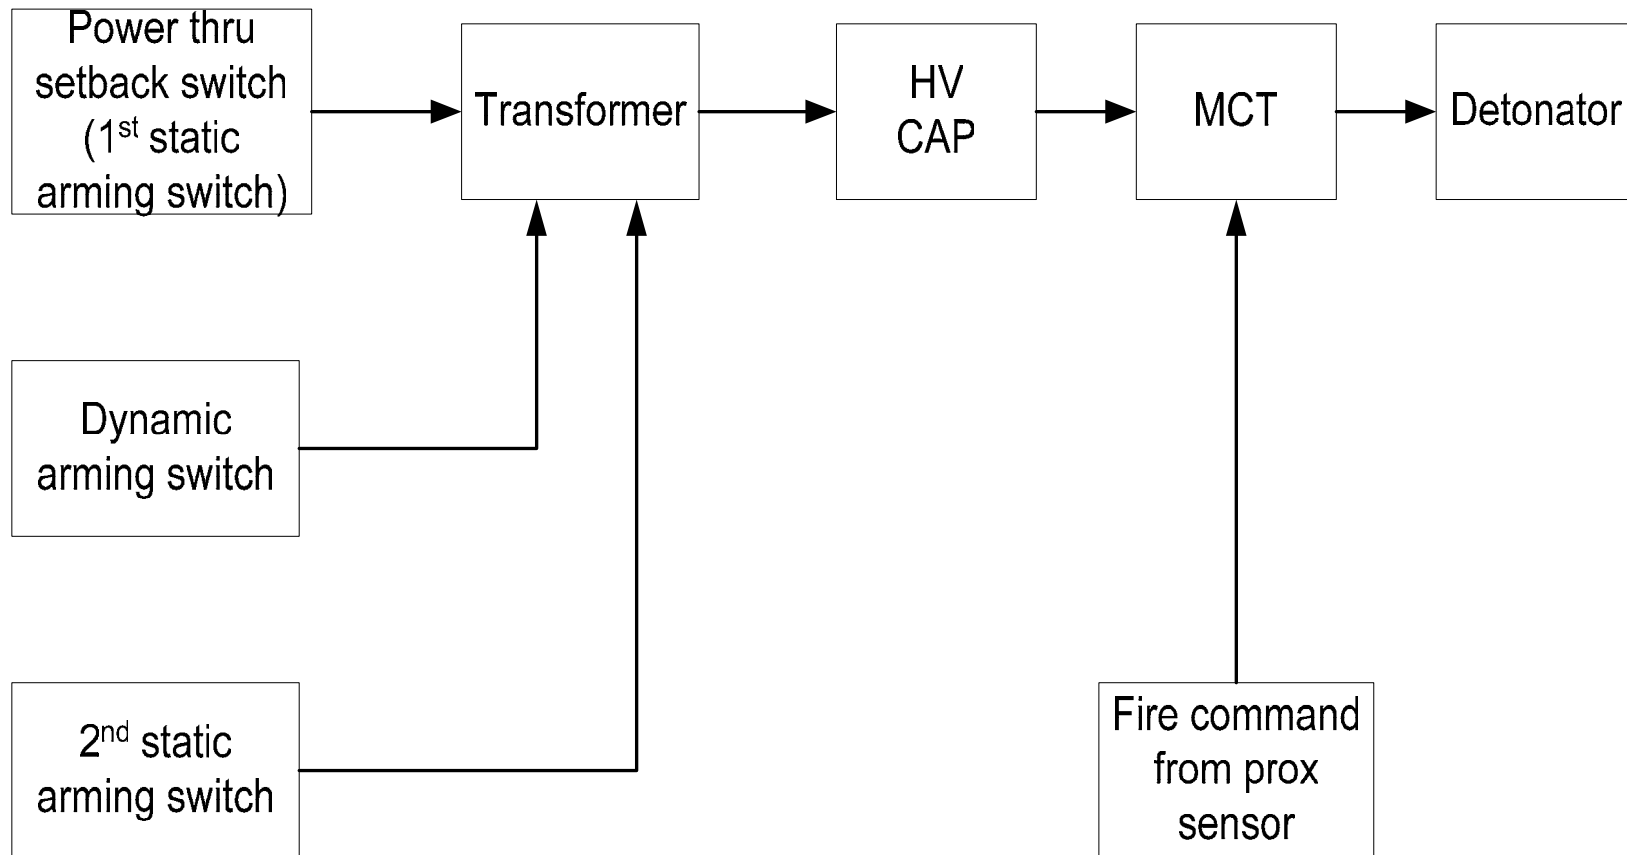 Power thru
setback switch
(1st static
arming switch)
Transformer
HV
CAP
MCT
Detonator
Dynamic
arming switch
2nd static
arming switch
Fire command
from prox
sensor